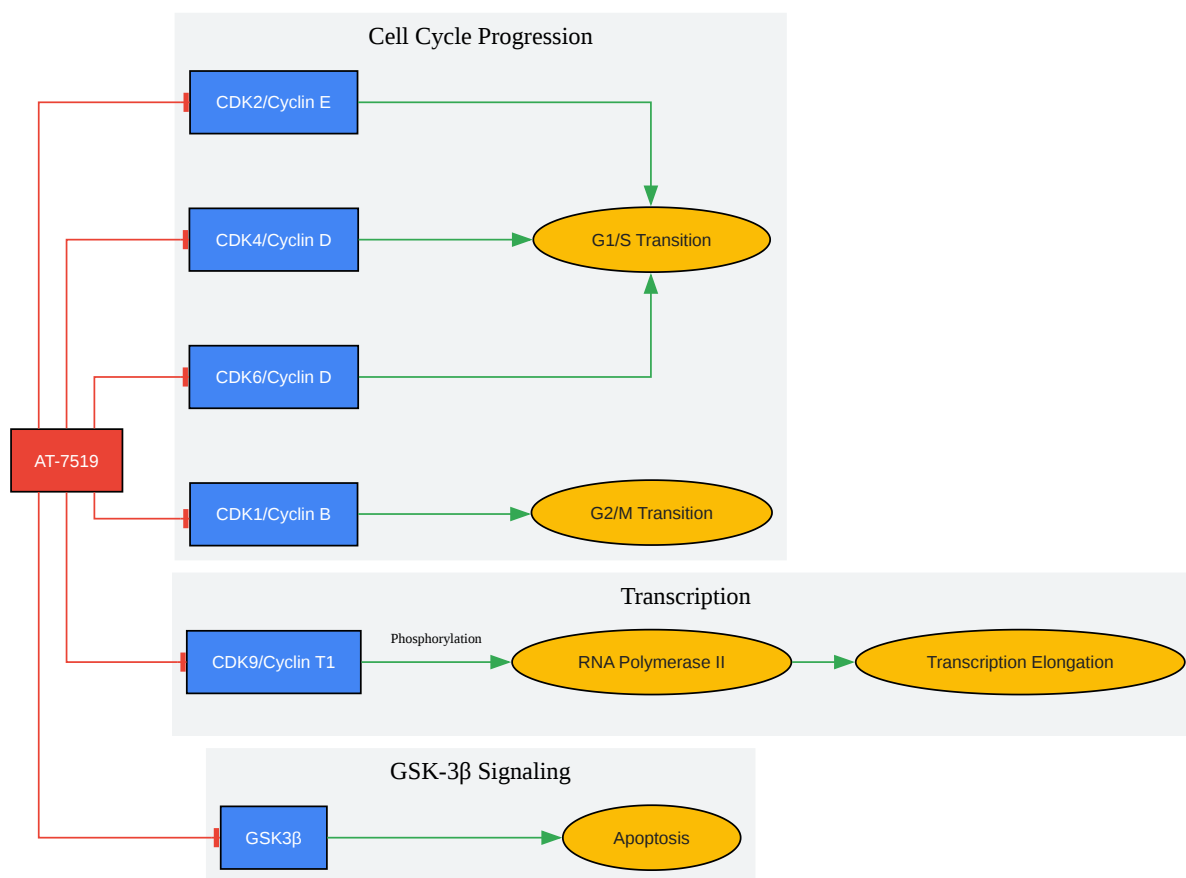 Cell Cycle Progression
CDK2/Cyclin E
CDK4/Cyclin D
G1/S Transition
CDK6/Cyclin D
AT-7519
CDK1/Cyclin B
G2/M Transition
Transcription
CDK9/Cyclin T1
Phosphorylation
RNA Polymerase II
Transcription Elongation
GSK-3β Signaling
GSK3β
Apoptosis